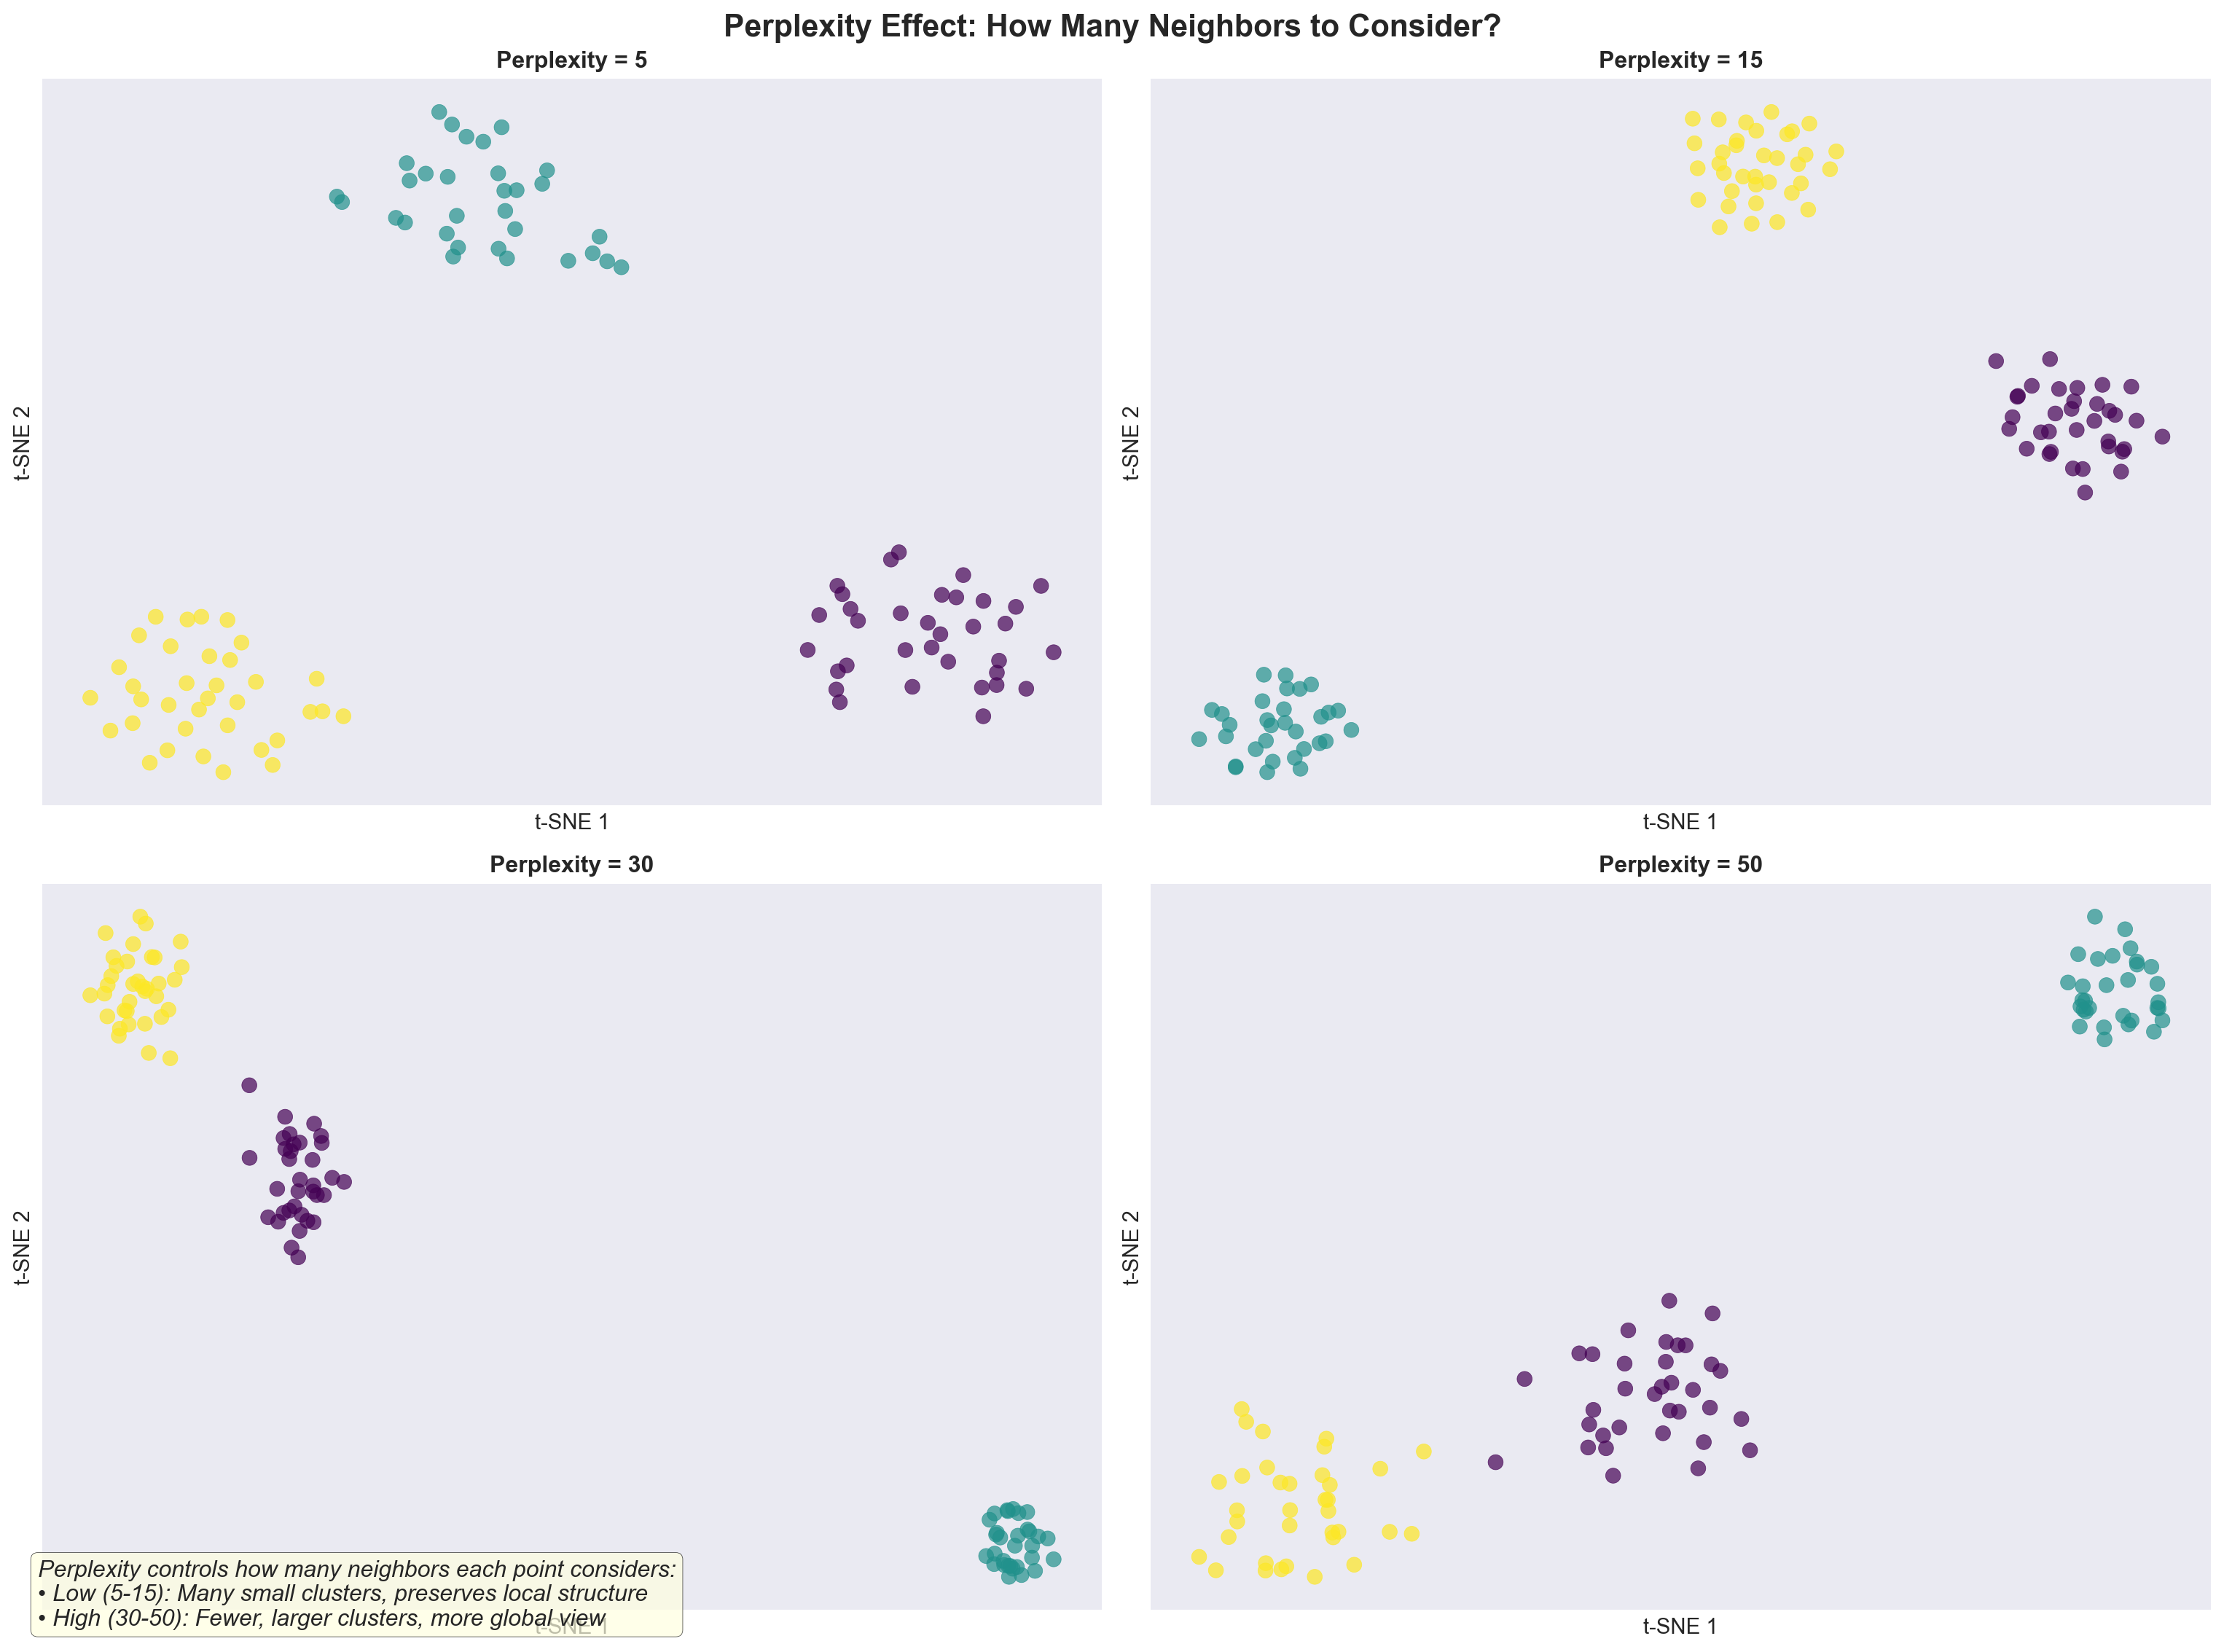 Perplexity Effect: How Many Neighbors to Consider?
Perplexity = 5
Perplexity = 15
t-SNE 2
t-SNE 2
t-SNE 1
t-SNE 1
Perplexity = 30
Perplexity = 50
t-SNE 2
t-SNE 2
Perplexity controls how many neighbors each point considers:
• Low (5-15): Many small clusters, preserves local structure
• High (30-50): Fewer, larger clusters, more global view
t-SNE 1
t-SNE 1